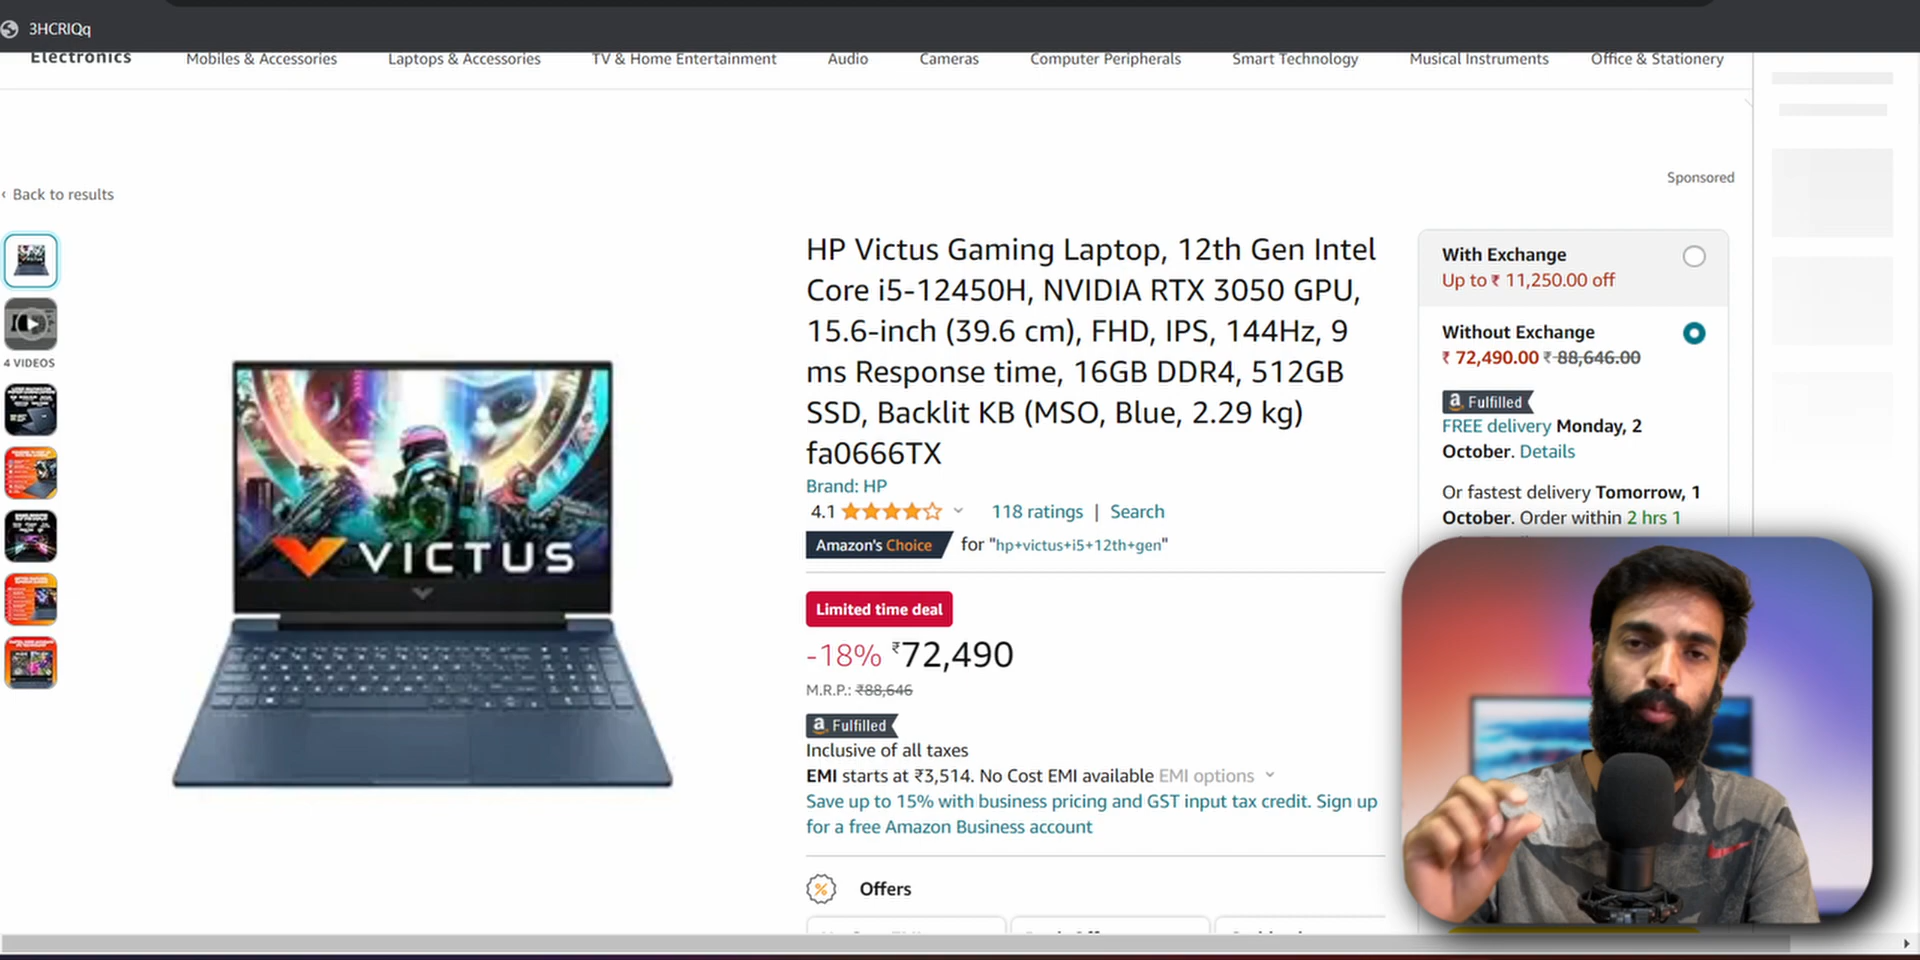 3HCRIQq
Electronics
Mobiles & Accessories
Laptops & Accessories
TV & Home Entertainment
Audio
Cameras
Computer Peripherals
Smart Technology
Musical Instruments
Office & Stationery
Sponsored
‹ Back to results
4 VIDEOS
VICTUS
HP Victus Gaming Laptop, 12th Gen Intel
Core i5-12450H, NVIDIA RTX 3050 GPU,
15.6-inch (39.6 cm), FHD, IPS, 144Hz, 9
ms Response time, 16GB DDR4, 512GB
SSD, Backlit KB (MSO, Blue, 2.29 kg)
fa0666TX
Brand: HP
4.1 118 ratings | Search
Amazon's Choice for "hp+victus+i5+12th+gen"
Limited time deal
-18% ₹72,490
M.R.P.: ₹88,646
a Fulfilled
Inclusive of all taxes
EMI starts at ₹3,514. No Cost EMI available EMI options
Save up to 15% with business pricing and GST input tax credit. Sign up
for a free Amazon Business account
% Offers
With Exchange
Up to ₹ 11,250.00 off
Without Exchange
₹ 72,490.00 ₹ 88,646.00
a Fulfilled
FREE delivery Monday, 2
October. Details
Or fastest delivery Tomorrow, 1
October. Order within 2 hrs 1